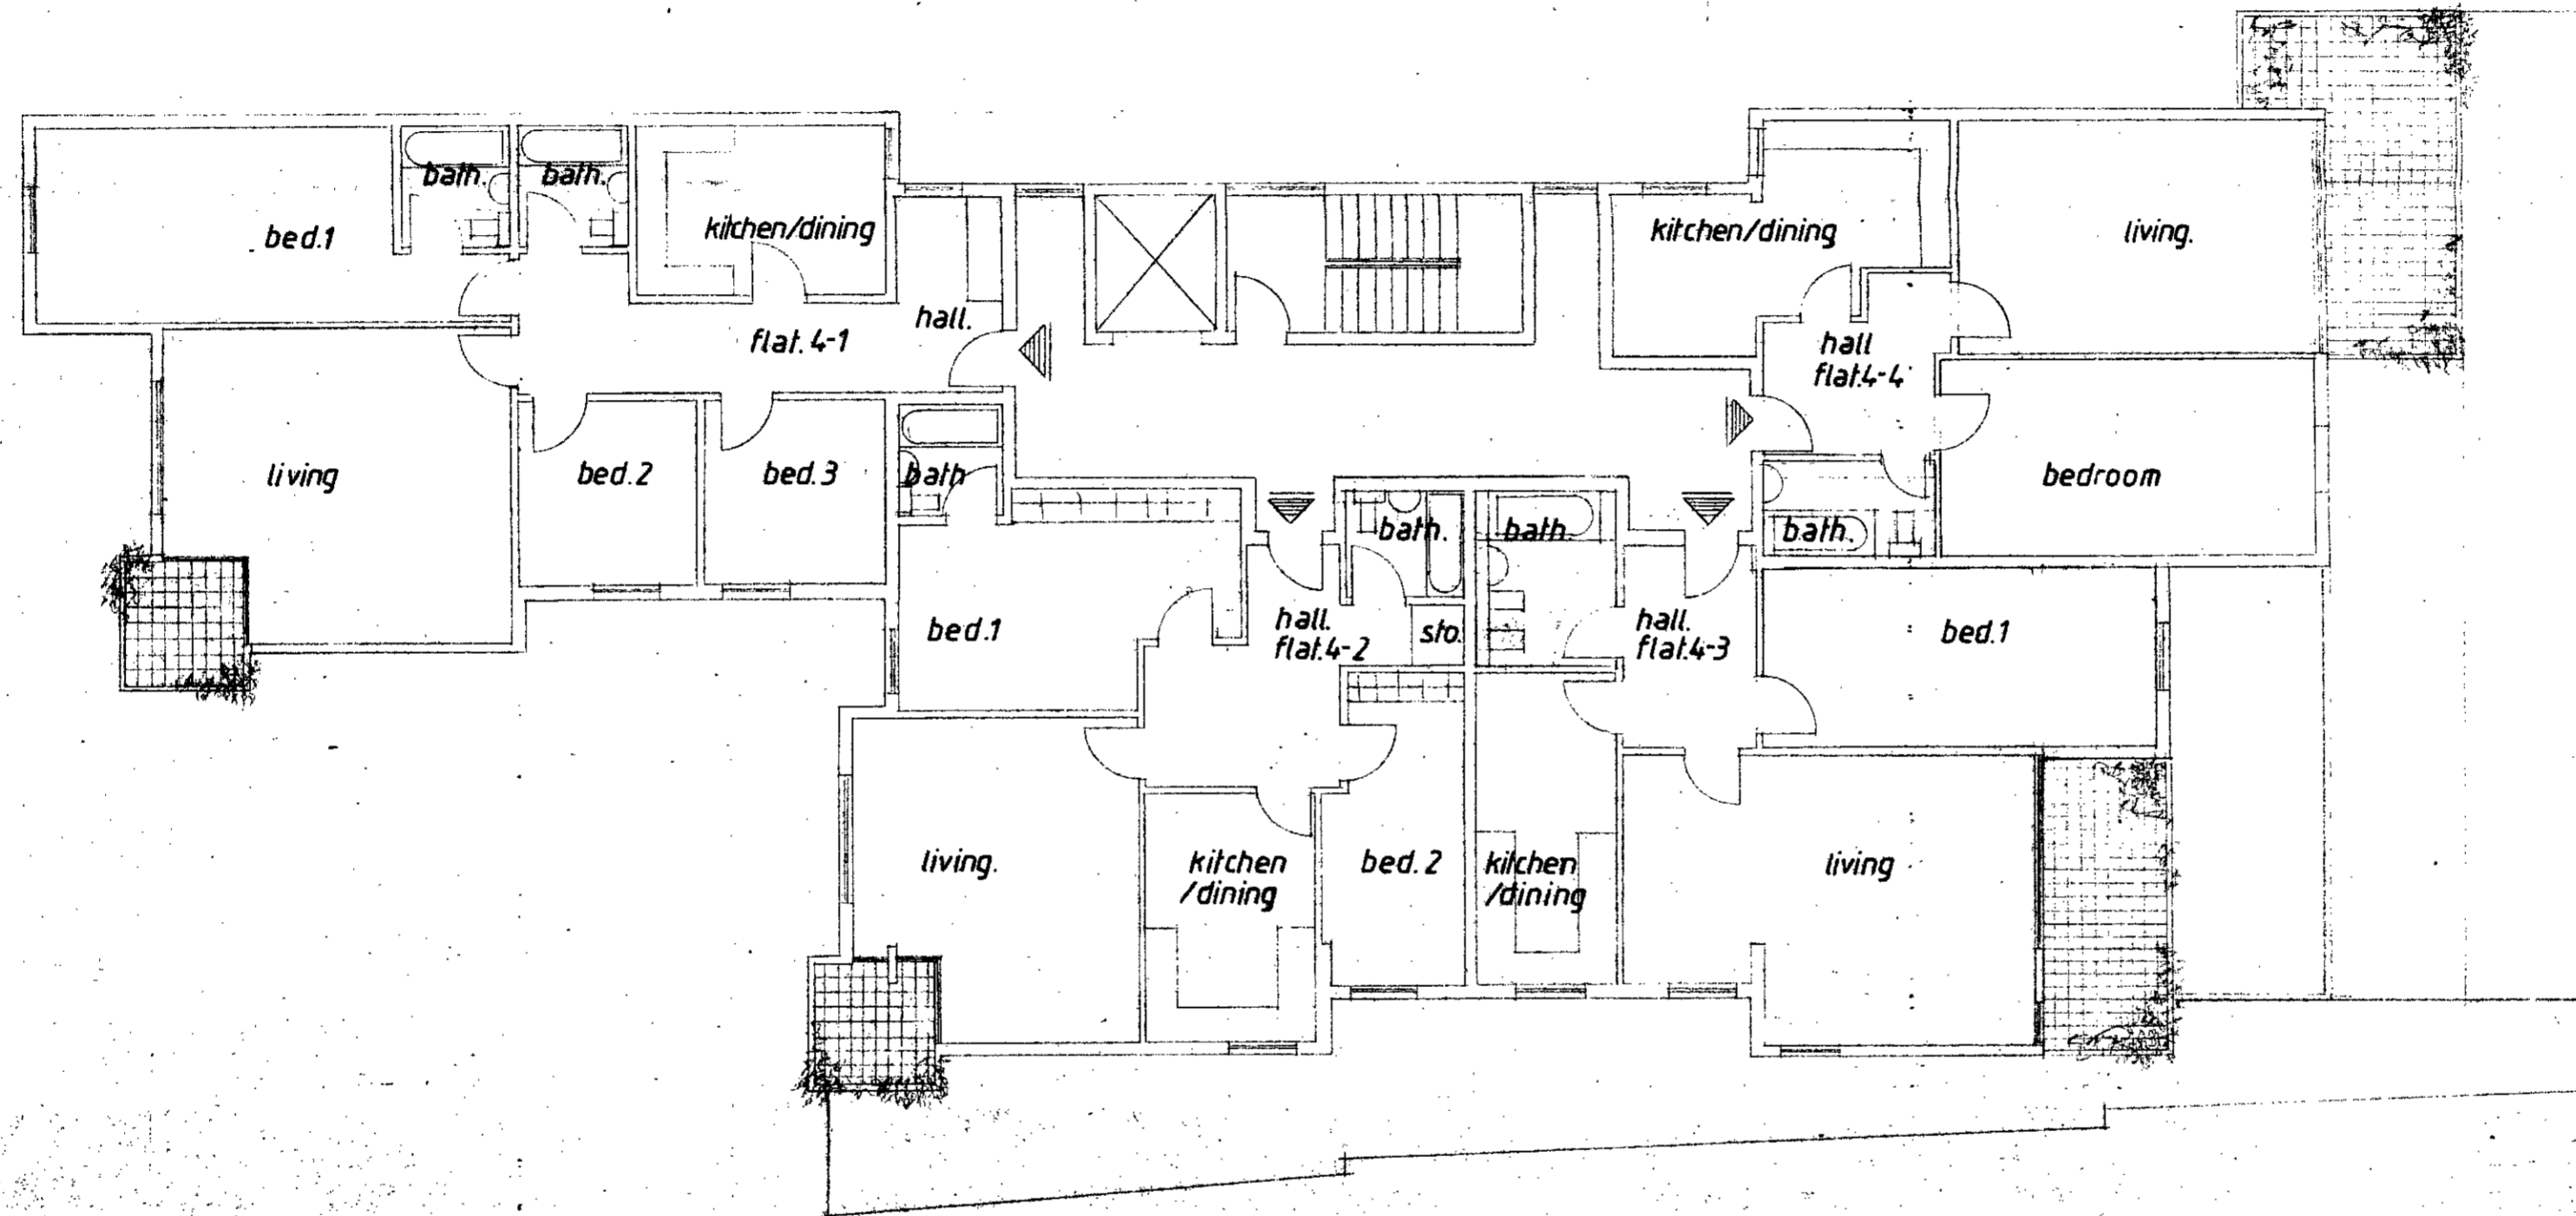 bath.
bath.
bed.1
kitchen/dining
hall.
flat. 4-1
living
bed. 2
bed. 3
bath
bed.1
hall.
flat.4-2
bath.
sto.
living.
kitchen
/dining
bed. 2
bath.
hall.
flat.4-3
bed.1
kitchen
/dining
living
kitchen/dining
living.
hall
flat.4-4
bedroom
bath.